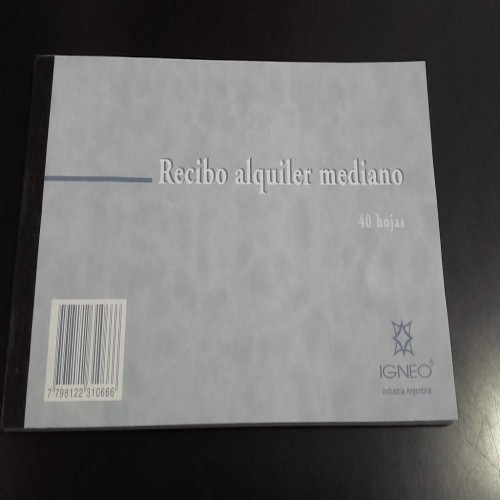 Recibo alquiler mediano
40 hojas
7 798122 310666
IGNEO®
Industria Argentina